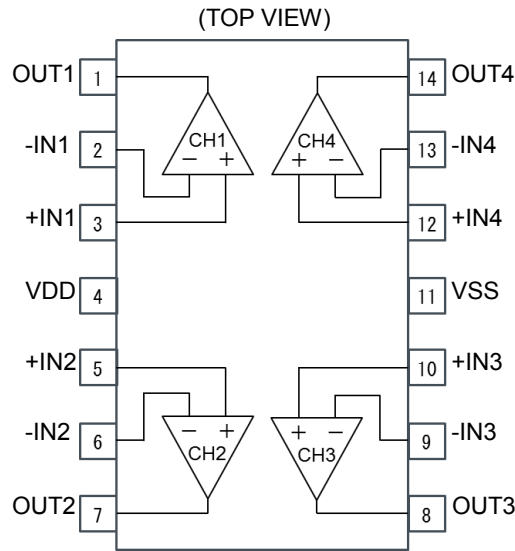 (TOP VIEW)
OUT1 1 14 OUT4
CH1 CH4
-IN1 2 - + + - 13 -IN4
+IN1 3 12 +IN4
VDD 4 11 VSS
+IN2 5 10 +IN3
-IN2 6 - + + - 9 -IN3
CH2 CH3
OUT2 7 8 OUT3